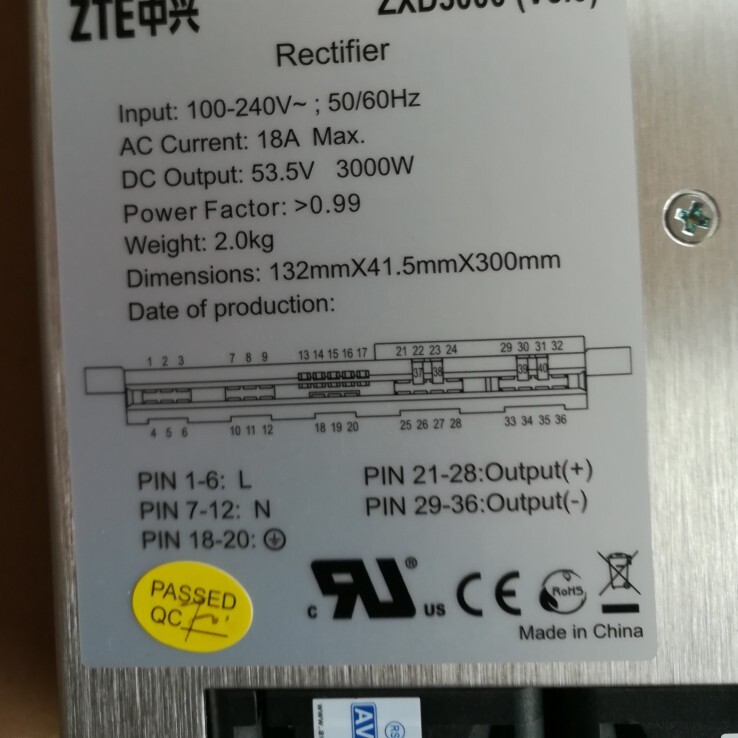 ZTE中兴
ZXD3000
Rectifier
Input: 100-240V~ ; 50/60Hz
AC Current: 18A Max.
DC Output: 53.5V 3000W
Power Factor: >0.99
Weight: 2.0kg
Dimensions: 132mmX41.5mmX300mm
Date of production:
1 2 3 7 8 9 13 14 15 16 17 21 22 23 24 29 30 31 32
37 38 39 40
4 5 6 10 11 12 18 19 20 25 26 27 28 33 34 35 36
PIN 1-6: L
PIN 21-28:Output(+)
PIN 7-12: N
PIN 29-36:Output(-)
PIN 18-20:
PASSED
QC
c RU ® US CE RoHS
Made in China
AV
RS